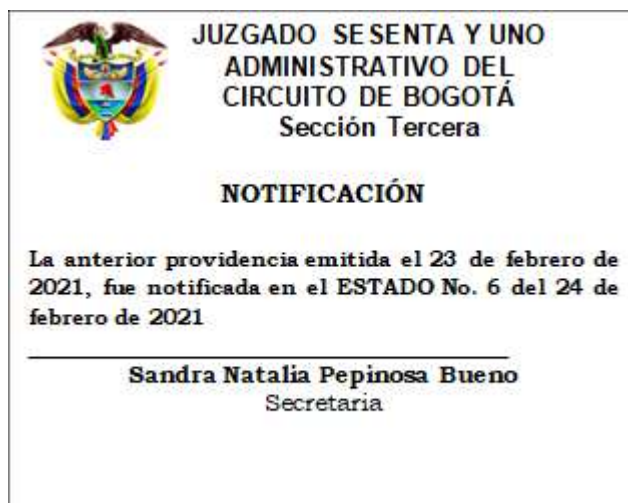 JUZGADO SESENTA Y UNO
ADMINISTRATIVO DEL
CIRCUITO DE BOGOTÁ
Sección Tercera
NOTIFICACIÓN
La anterior providencia emitida el 23 de febrero de
2021, fue notificada en el ESTADO No. 6 del 24 de
febrero de 2021
Sandra Natalia Pepinosa Bueno
Secretaria